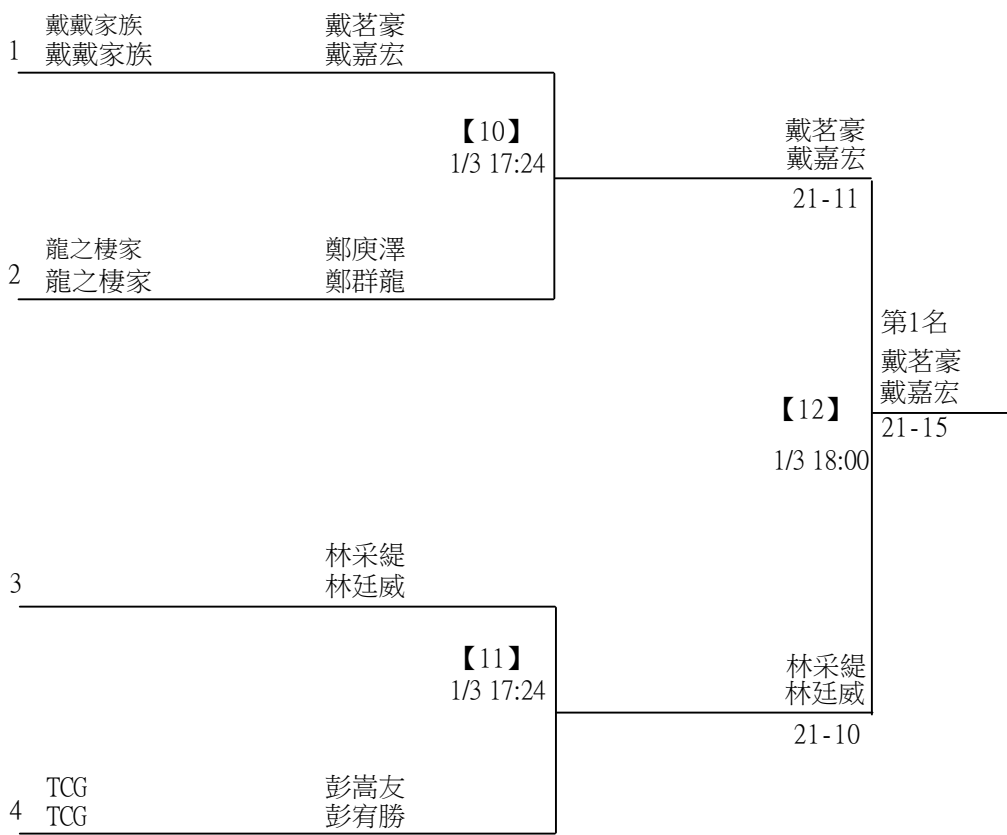 戴戴家族 戴茗豪
1 戴戴家族 戴嘉宏
【10】
1/3 17:24
戴茗豪
戴嘉宏
21-11
龍之棲家 鄭庾澤
2 龍之棲家 鄭群龍
第1名
戴茗豪
戴嘉宏
【12】
21-15
1/3 18:00
林采緹
3 林廷威
【11】
1/3 17:24
林采緹
林廷威
21-10
TCG 彭嵩友
4 TCG 彭宥勝